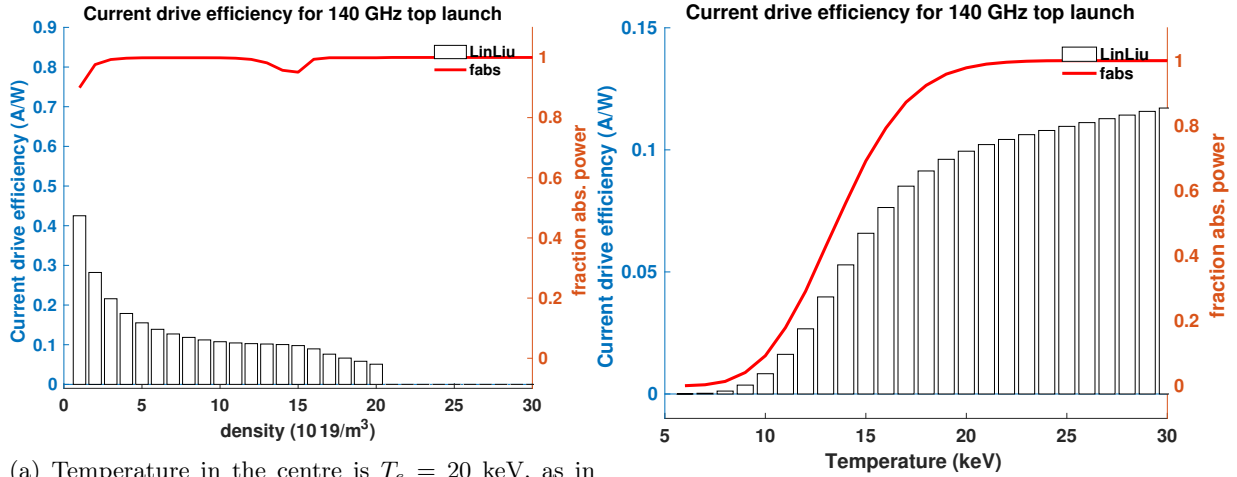 Current drive efficiency for 140 GHz top launch
0.9
0.8
0.7
0.6
0.5
0.4
0.3
0.2
0.1
0
Current drive efficiency (A/W)
LinLiu
fabs
1
0.8
0.6
0.4
0.2
0
fraction abs. power
0 5 10 15 20 25 30
density (10 19/m³)
(a) Temperature in the centre is Tₑ = 20 keV, as in
Current drive efficiency for 140 GHz top launch
0.15
0.1
0.05
0
Current drive efficiency (A/W)
LinLiu
fabs
1
0.8
0.6
0.4
0.2
0
fraction abs. power
5 10 15 20 25 30
Temperature (keV)